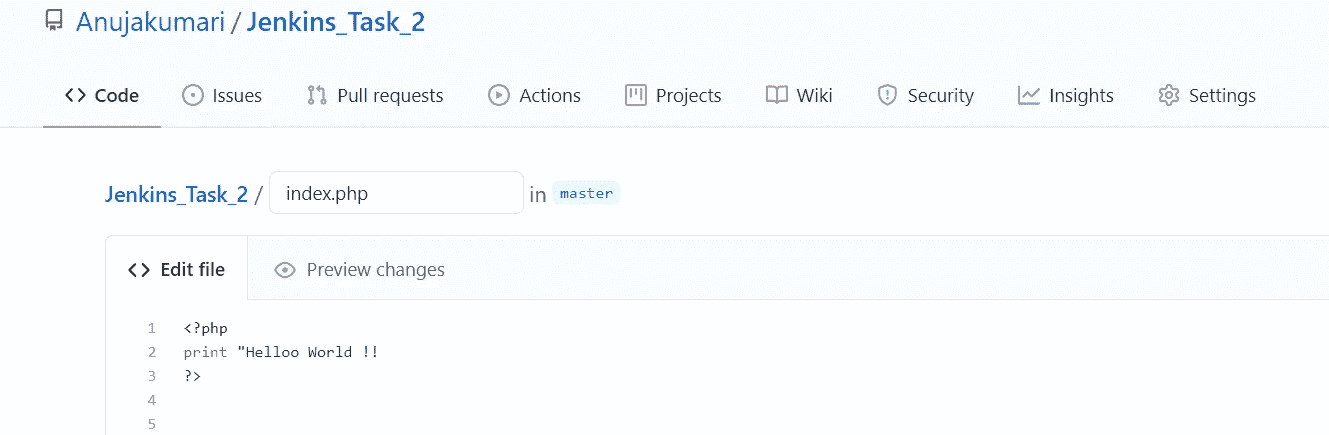 Anujakumari / Jenkins_Task_2
Code Issues Pull requests Actions Projects Wiki Security Insights Settings
Jenkins_Task_2 / index.php in master
Edit file Preview changes
1 <?php
2 print "Helloo World !!
3 ?>
4
5